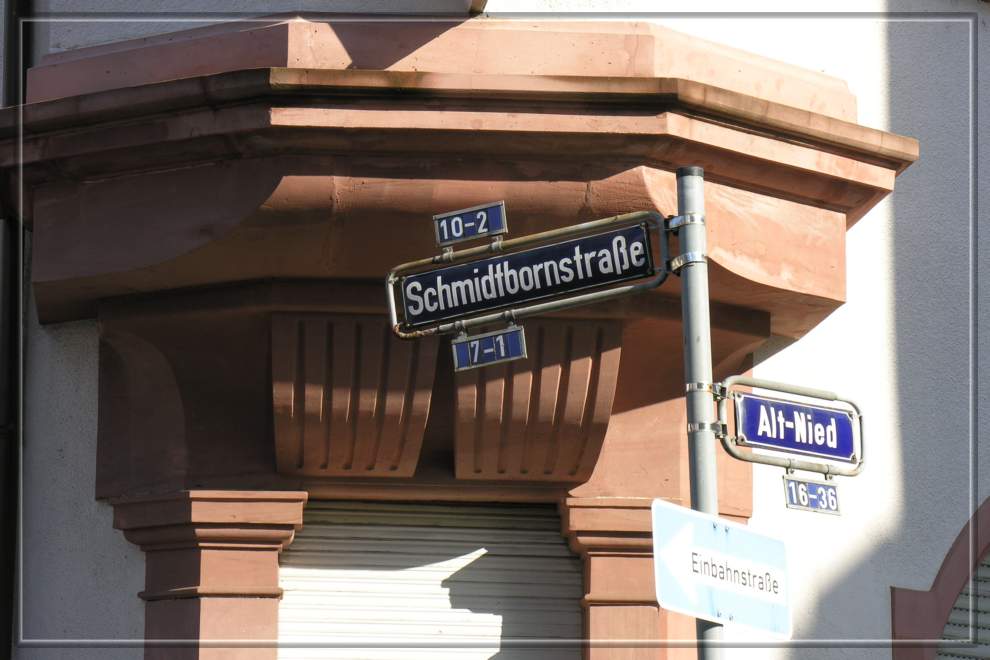 10-2
Schmidtbornstraße
7-1
Alt-Nied
16-36
Einbahnstraße